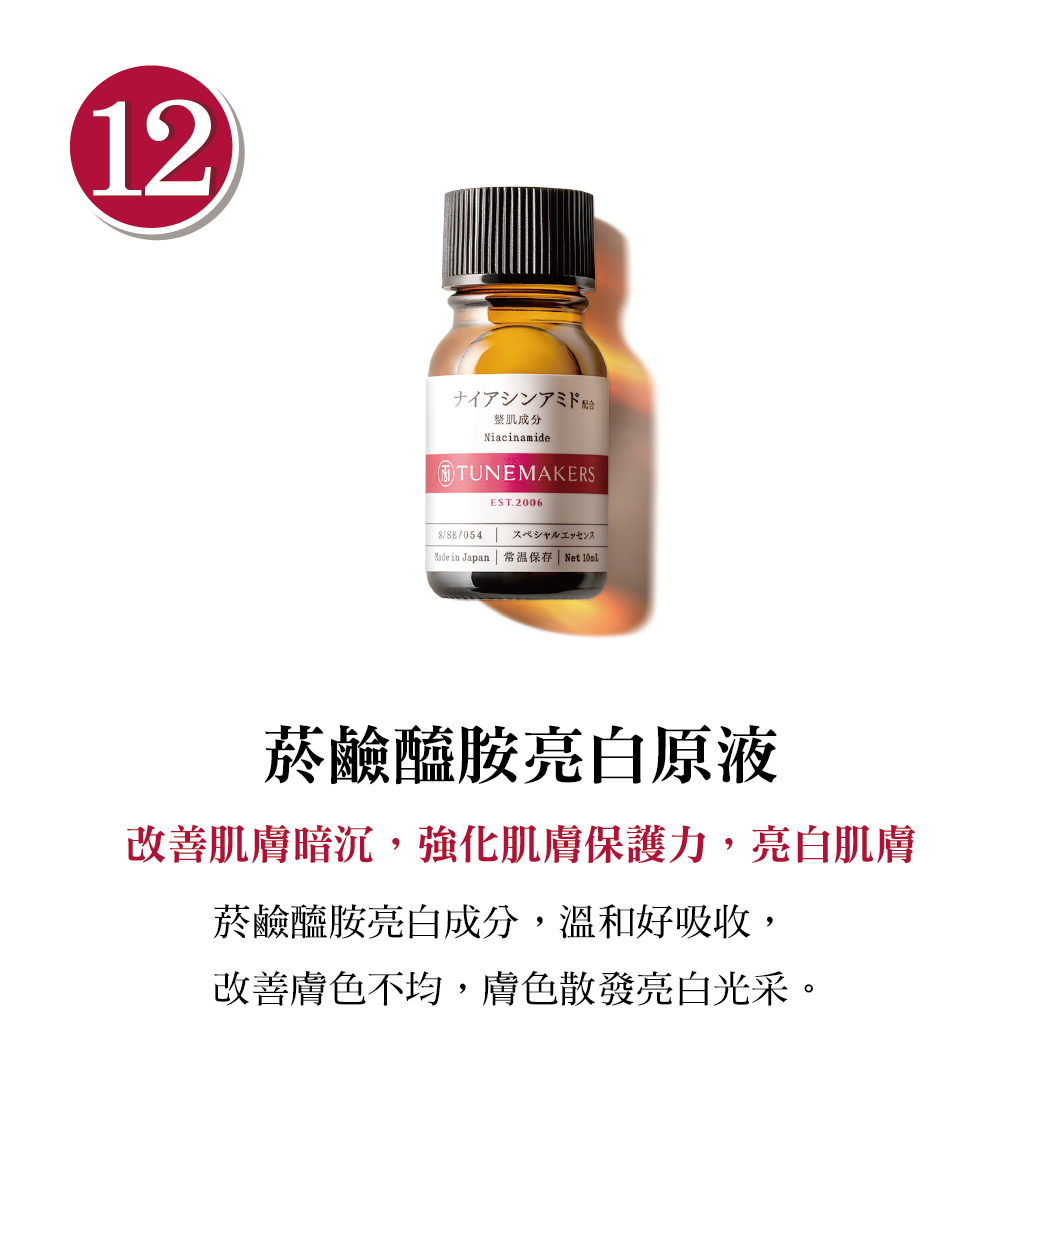 12
ナイアシンアミド配合
整肌成分
Niacinamide
TUNEMAKERS
EST.2006
S/SE/054 スペシャルエッセンス
Made in Japan 常温保存 Net 10mL
菸鹼醯胺亮白原液
改善肌膚暗沉，強化肌膚保護力，亮白肌膚
菸鹼醯胺亮白成分，溫和好吸收，
改善膚色不均，膚色散發亮白光采。